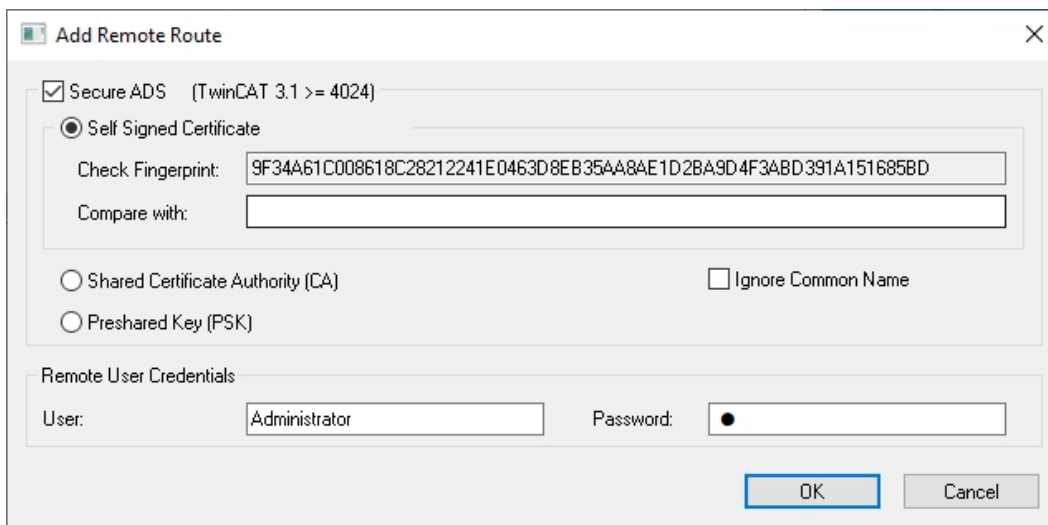 Add Remote Route
Secure ADS (TwinCAT 3.1 >= 4024)
Self Signed Certificate
Check Fingerprint: 9F34A61C008618C28212241E0463D8EB35AA8AE1D2BA9D4F3ABD391A151685BD
Compare with:
Shared Certificate Authority (CA) Ignore Common Name
Preshared Key (PSK)
Remote User Credentials
User: Administrator Password: ●
OK Cancel